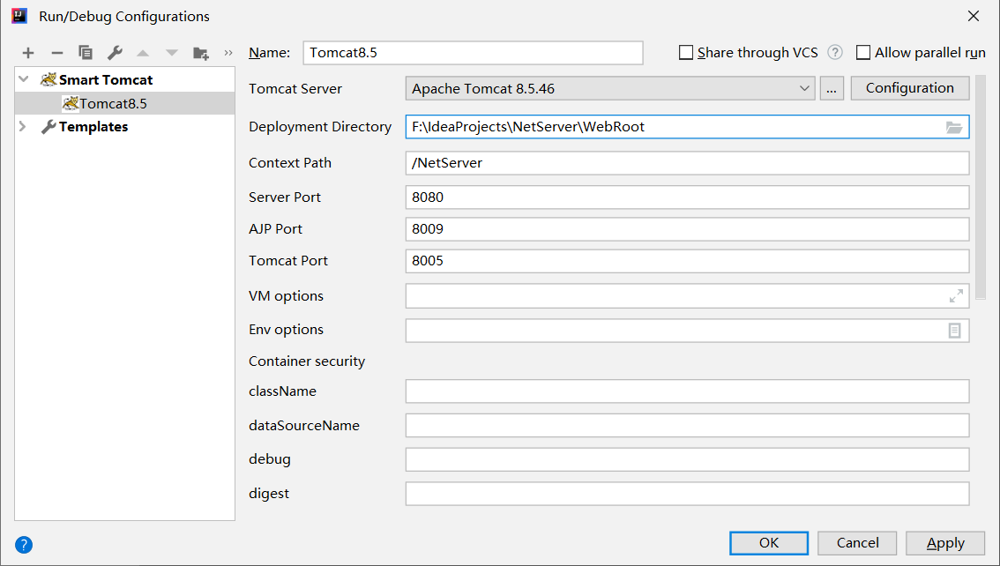 Run/Debug Configurations
Name: Tomcat8.5 Share through VCS ? Allow parallel run
Smart Tomcat
Tomcat8.5
Templates
Tomcat Server Apache Tomcat 8.5.46 ... Configuration
Deployment Directory F:\IdeaProjects\NetServer\WebRoot
Context Path /NetServer
Server Port 8080
AJP Port 8009
Tomcat Port 8005
VM options
Env options
Container security
className
dataSourceName
debug
digest
? OK Cancel Apply